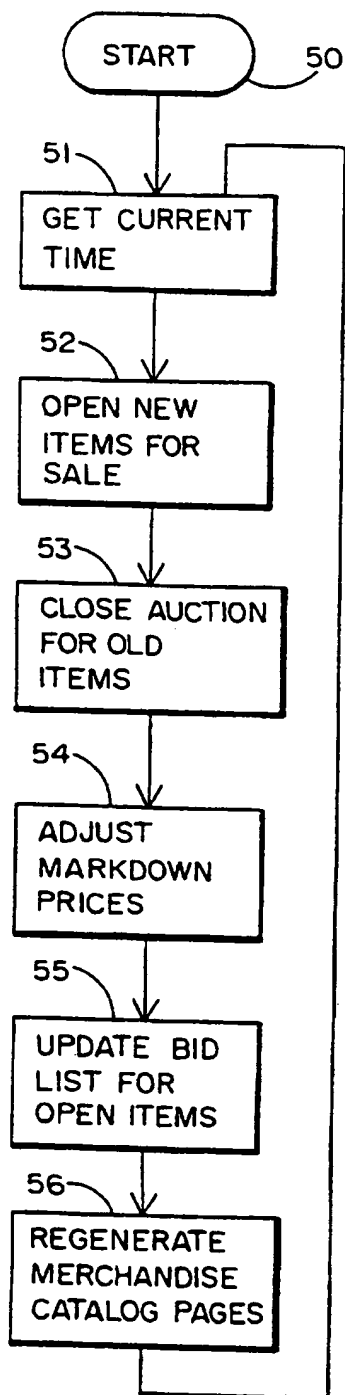 START
50
51
GET CURRENT
TIME
52
OPEN NEW
ITEMS FOR
SALE
53
CLOSE AUCTION
FOR OLD
ITEMS
54
ADJUST
MARKDOWN
PRICES
55
UPDATE BID
LIST FOR
OPEN ITEMS
56
REGENERATE
MERCHANDISE
CATALOG PAGES